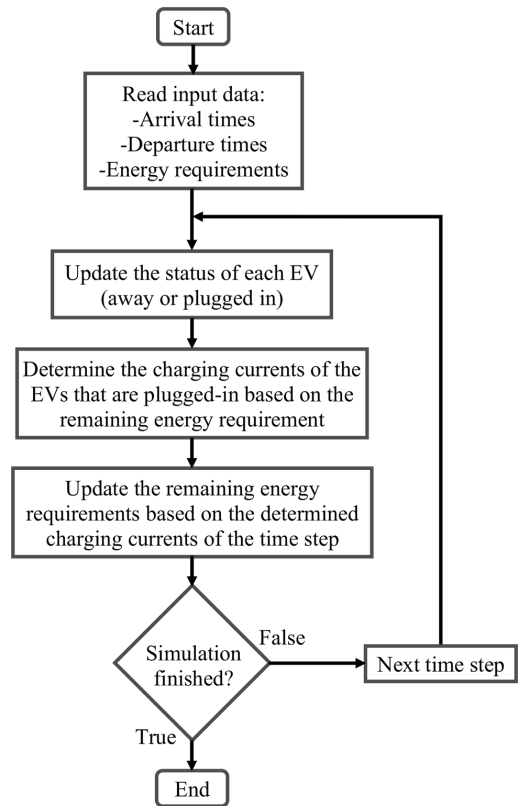 Start
Read input data:
-Arrival times
-Departure times
-Energy requirements
Update the status of each EV
(away or plugged in)
Determine the charging currents of the
EVs that are plugged-in based on the
remaining energy requirement
Update the remaining energy
requirements based on the determined
charging currents of the time step
Simulation
finished?
False
Next time step
True
End